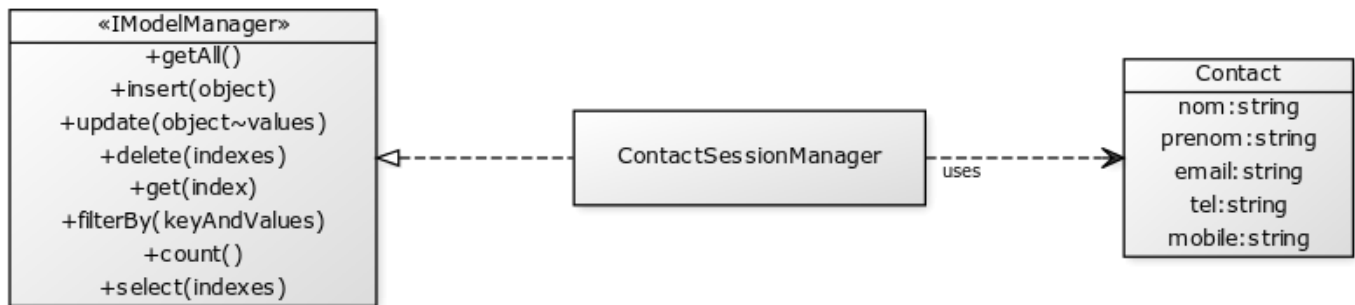 «IModelManager»
+getAll()
+insert(object)
+update(object~values)
+delete(indexes)
+get(index)
+filterBy(keyAndValues)
+count()
+select(indexes)
ContactSessionManager
uses
Contact
nom:string
prenom:string
email:string
tel:string
mobile:string